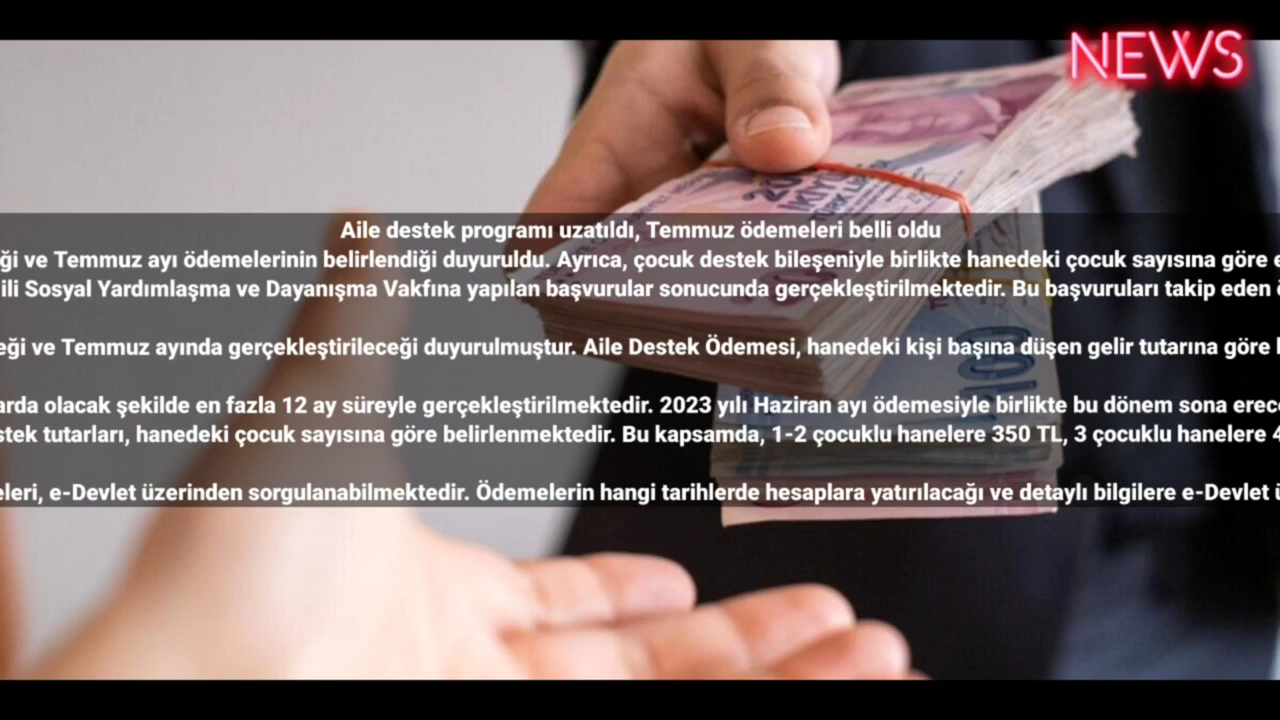 NEWS
Aile destek programı uzatıldı, Temmuz ödemeleri belli oldu
ği ve Temmuz ayı ödemelerinin belirlendiği duyuruldu. Ayrıca, çocuk destek bileşeniyle birlikte hanedeki çocuk sayısına göre e
ili Sosyal Yardımlaşma ve Dayanışma Vakfına yapılan başvurular sonucunda gerçekleştirilmektedir. Bu başvuruları takip eden
eği ve Temmuz ayında gerçekleştirileceği duyurulmuştur. Aile Destek Ödemesi, hanedeki kişi başına düşen gelir tutarına göre
arda olacak şekilde en fazla 12 ay süreyle gerçekleştirilmektedir. 2023 yılı Haziran ayı ödemesiyle birlikte bu dönem sona erec
stek tutarları, hanedeki çocuk sayısına göre belirlenmektedir. Bu kapsamda, 1-2 çocuklu hanelere 350 TL, 3 çocuklu hanelere 4
eleri, e-Devlet üzerinden sorgulanabilmektedir. Ödemelerin hangi tarihlerde hesaplara yatırılacağı ve detaylı bilgilere e-Devlet ü
100